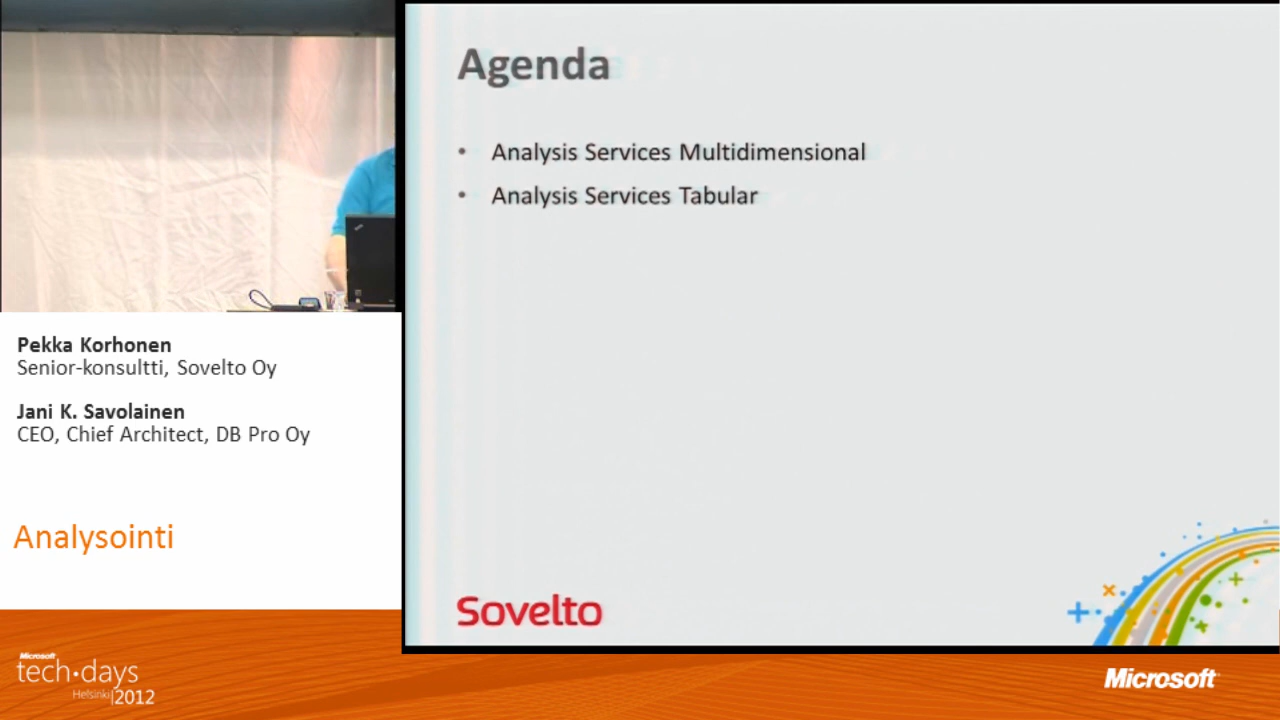 Agenda
• Analysis Services Multidimensional
• Analysis Services Tabular
Pekka Korhonen
Senior-konsultti, Sovelto Oy
Jani K. Savolainen
CEO, Chief Architect, DB Pro Oy
Analysointi
Sovelto
Microsoft
tech·days
Helsinki|2012
Microsoft